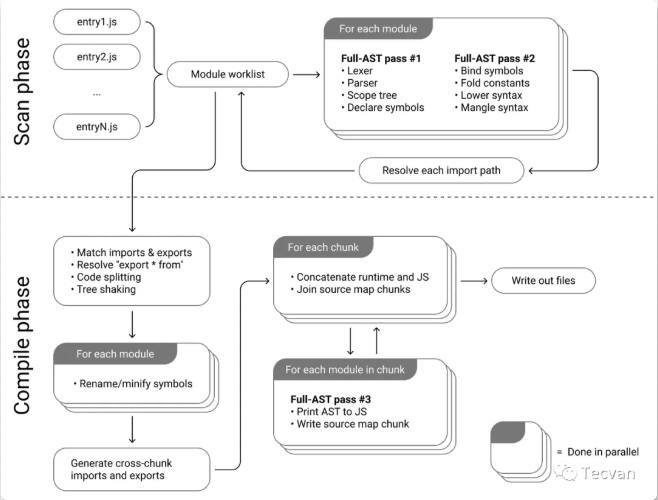 Scan phase
entry1.js
entry2.js
...
entryN.js
Module worklist
For each module
Full-AST pass #1
• Lexer
• Parser
• Scope tree
• Declare symbols
Full-AST pass #2
• Bind symbols
• Fold constants
• Lower syntax
• Mangle syntax
Resolve each import path
Compile phase
• Match imports & exports
• Resolve "export * from"
• Code splitting
• Tree shaking
For each module
• Rename/minify symbols
Generate cross-chunk
imports and exports
For each chunk
• Concatenate runtime and JS
• Join source map chunks
For each module in chunk
Full-AST pass #3
• Print AST to JS
• Write source map chunk
Write out files
= Done in parallel
Tecvan